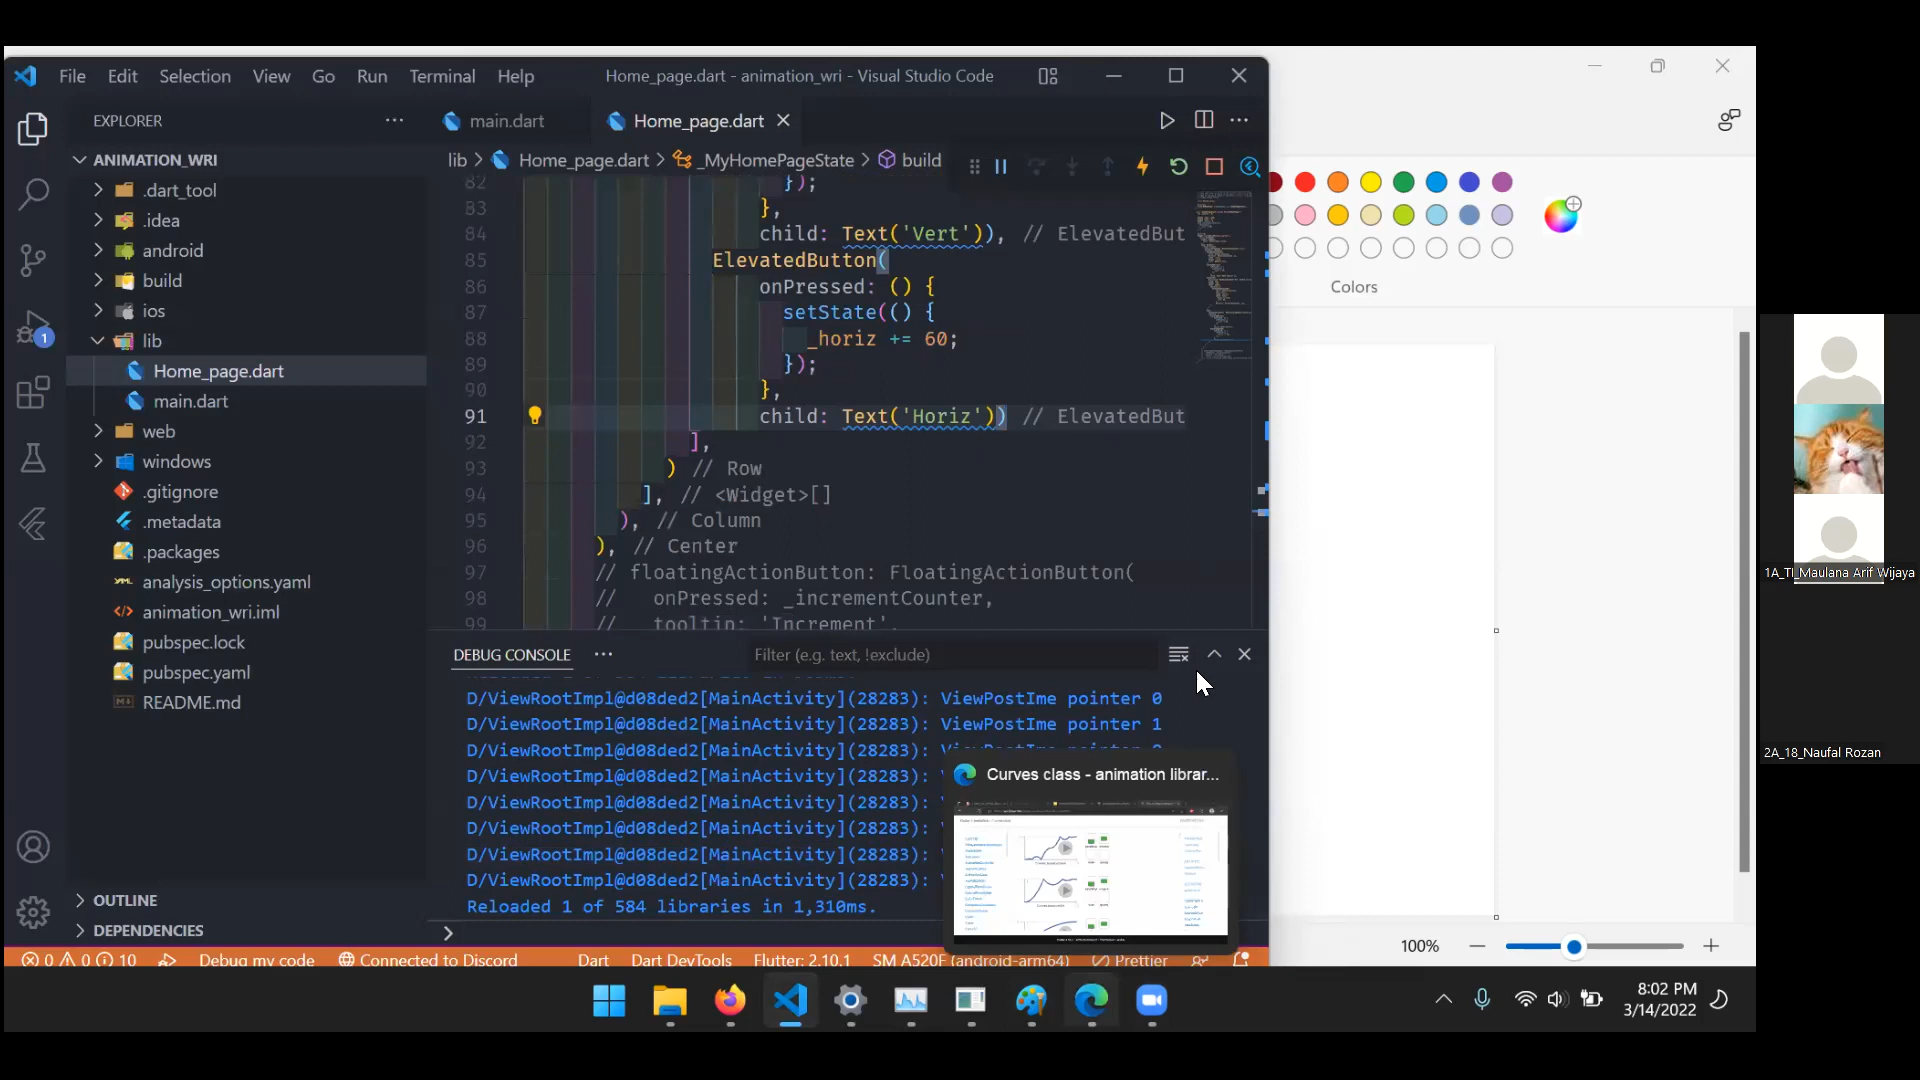 File Edit Selection View Go Run Terminal Help Home_page.dart - animation_wri - Visual Studio Code
EXPLORER
main.dart
Home_page.dart
ANIMATION_WRI
lib > Home_page.dart > _MyHomePageState > build
.dart_tool
.idea
android
build
ios
lib
Home_page.dart
main.dart
web
windows
.gitignore
.metadata
.packages
analysis_options.yaml
animation_wri.iml
pubspec.lock
pubspec.yaml
README.md
OUTLINE
DEPENDENCIES
1
82 });
83 },
84 child: Text('Vert')), // ElevatedBut
85 ElevatedButton(
86 onPressed: () {
87 setState(() {
88 _horiz += 60;
89 });
90 },
91 child: Text('Horiz')) // ElevatedBut
92 ],
93 ) // Row
94 ], // <Widget>[]
95 ), // Column
96 ), // Center
97 // floatingActionButton: FloatingActionButton(
98 // onPressed: _incrementCounter,
99 // tooltip: 'Increment',
DEBUG CONSOLE
Filter (e.g. text, !exclude)
D/ViewRootImpl@d08ded2[MainActivity](28283): ViewPostIme pointer 0
D/ViewRootImpl@d08ded2[MainActivity](28283): ViewPostIme pointer 1
D/ViewRootImpl@d08ded2[MainActivity](28283): ViewPostIme pointer 0
D/ViewRootImpl@d08ded2[MainActivity](28283):
D/ViewRootImpl@d08ded2[MainActivity](28283):
D/ViewRootImpl@d08ded2[MainActivity](28283):
D/ViewRootImpl@d08ded2[MainActivity](28283):
D/ViewRootImpl@d08ded2[MainActivity](28283):
Reloaded 1 of 584 libraries in 1,310ms.
Curves class - animation librar...
0 0 10 Debug my code Connected to Discord Dart Dart DevTools Flutter: 2.10.1 SM A520F (android-arm64) Prettier
Colors
100%
1A_TI_Maulana Arif Wijaya
2A_18_Naufal Rozan
8:02 PM
3/14/2022